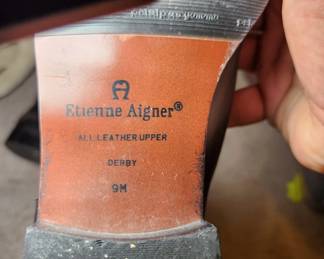 Etienne Aigner®
ALL LEATHER UPPER
DERBY
9M